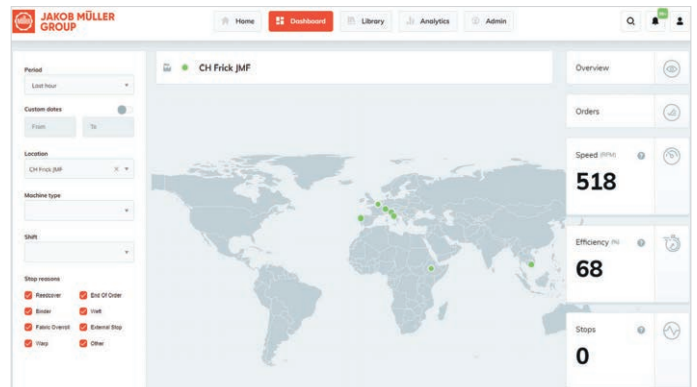 JAKOB MÜLLER
GROUP
Home
Dashboard
Library
Analytics
Admin
Period
Last hour
Custom dates
From
To
Location
CH Frick JMF
Machine type
Shift
Stop reasons
Reedcover
End Of Order
Binder
Weft
Fabric Overroll
External Stop
Warp
Other
CH Frick JMF
Overview
Orders
Speed (RPM)
518
Efficiency (%)
68
Stops
0